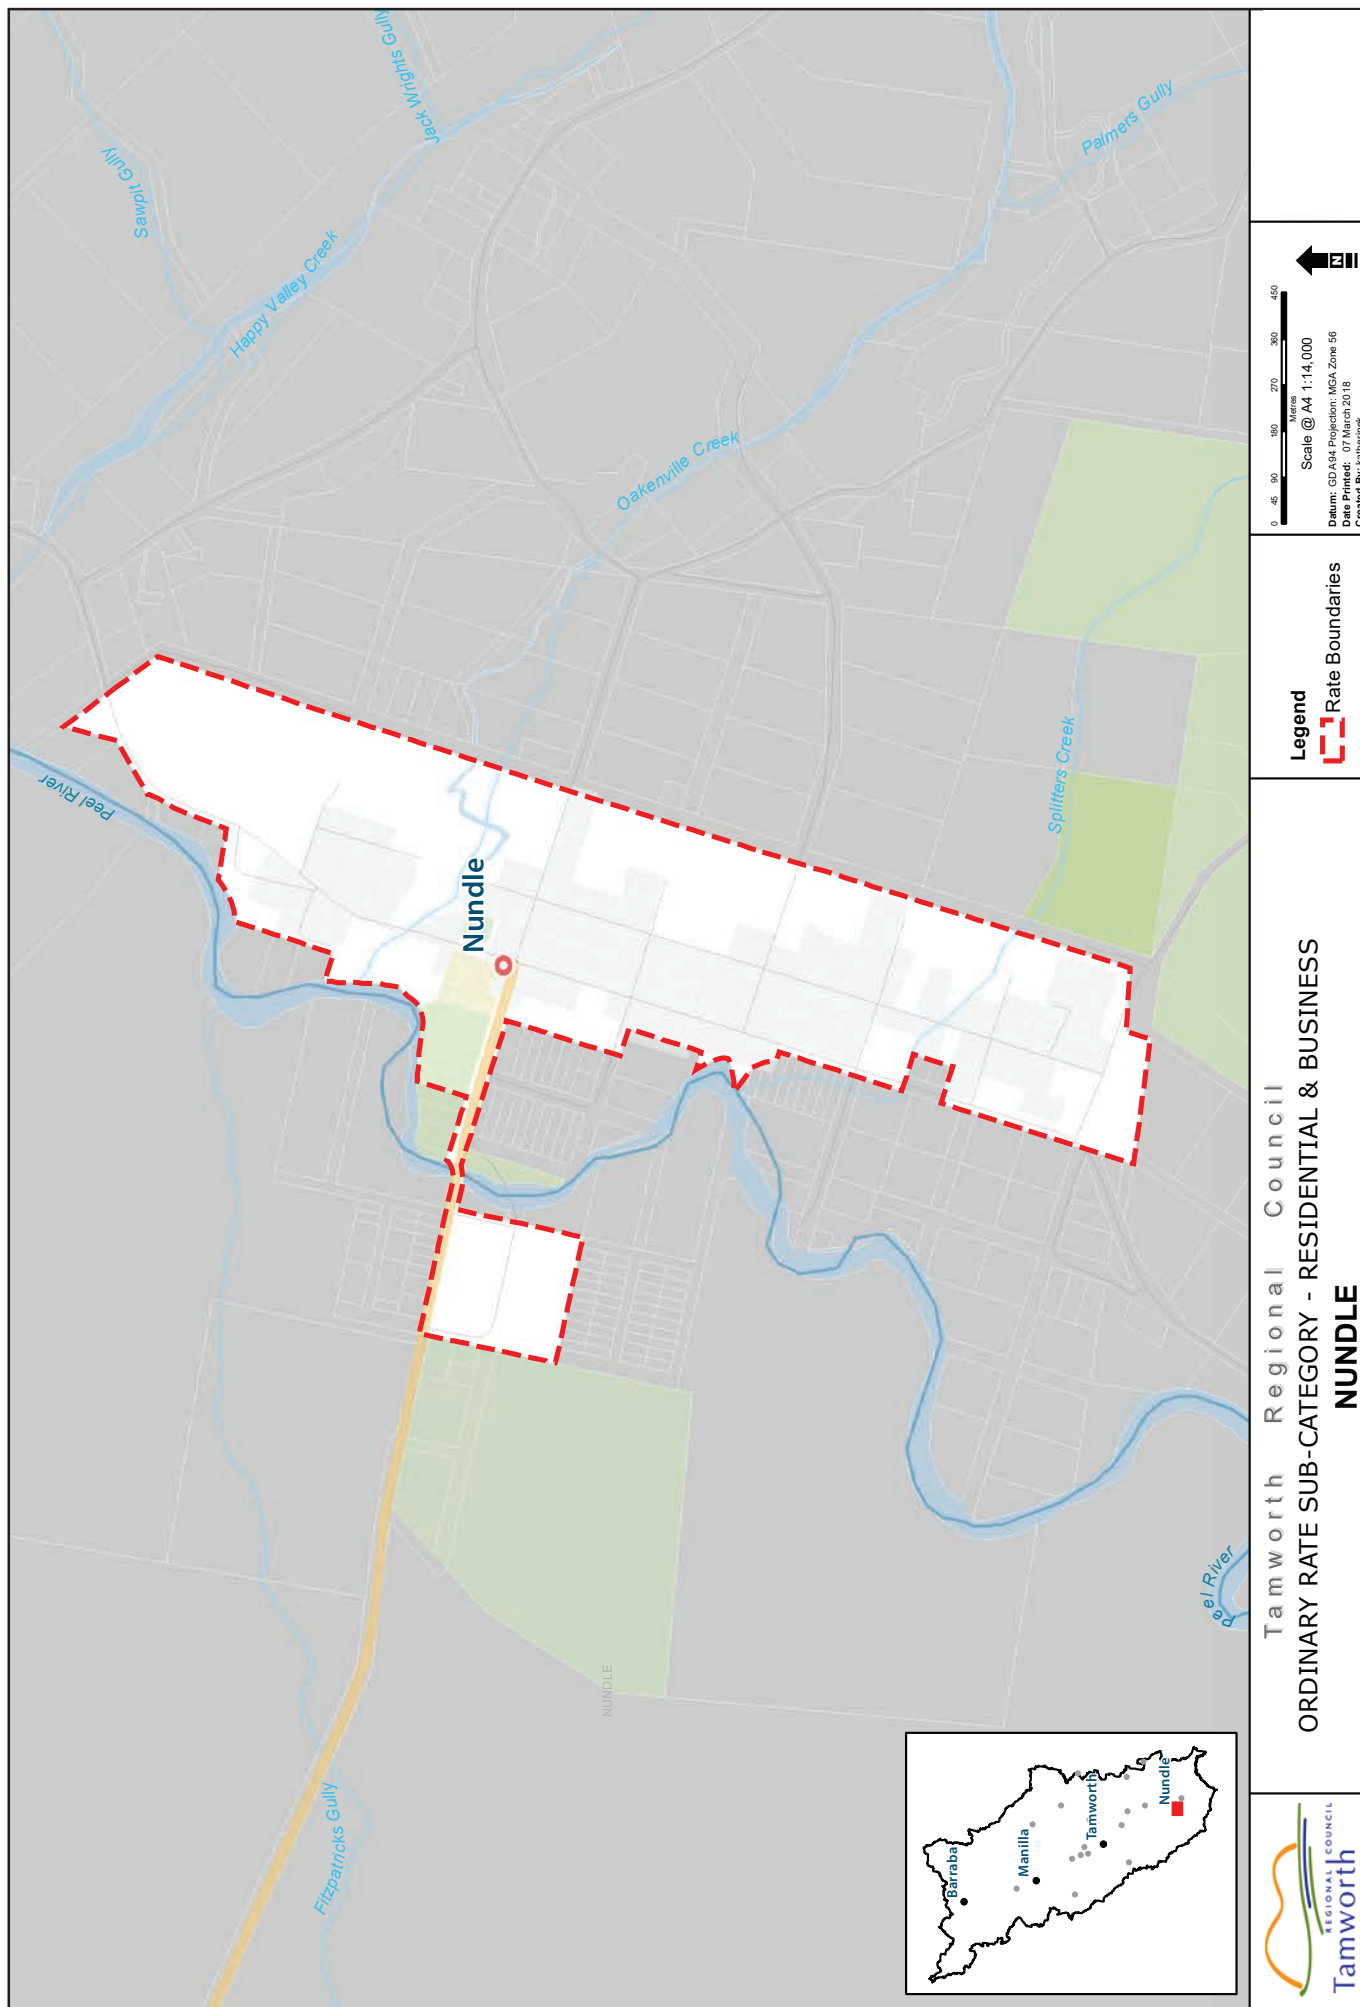 Sawpit Gully
Jack Wrights Gully
Happy Valley Creek
Palmers Gully
Oakenville Creek
Peel River
Nundle
Splitters Creek
Fitzpatricks Gully
NUNDLE
Peel River
Barraba
Manilla
Tamworth
Nundle
REGIONAL COUNCIL
Tamworth
Tamworth Regional Council
ORDINARY RATE SUB-CATEGORY - RESIDENTIAL & BUSINESS
NUNDLE
Legend
Rate Boundaries
0 45 90 180 270 360 450
Metres
Scale @ A4 1:14,000
N
Datum: GDA94 Projection: MGA Zone 56
Date Printed: 07 March 2018